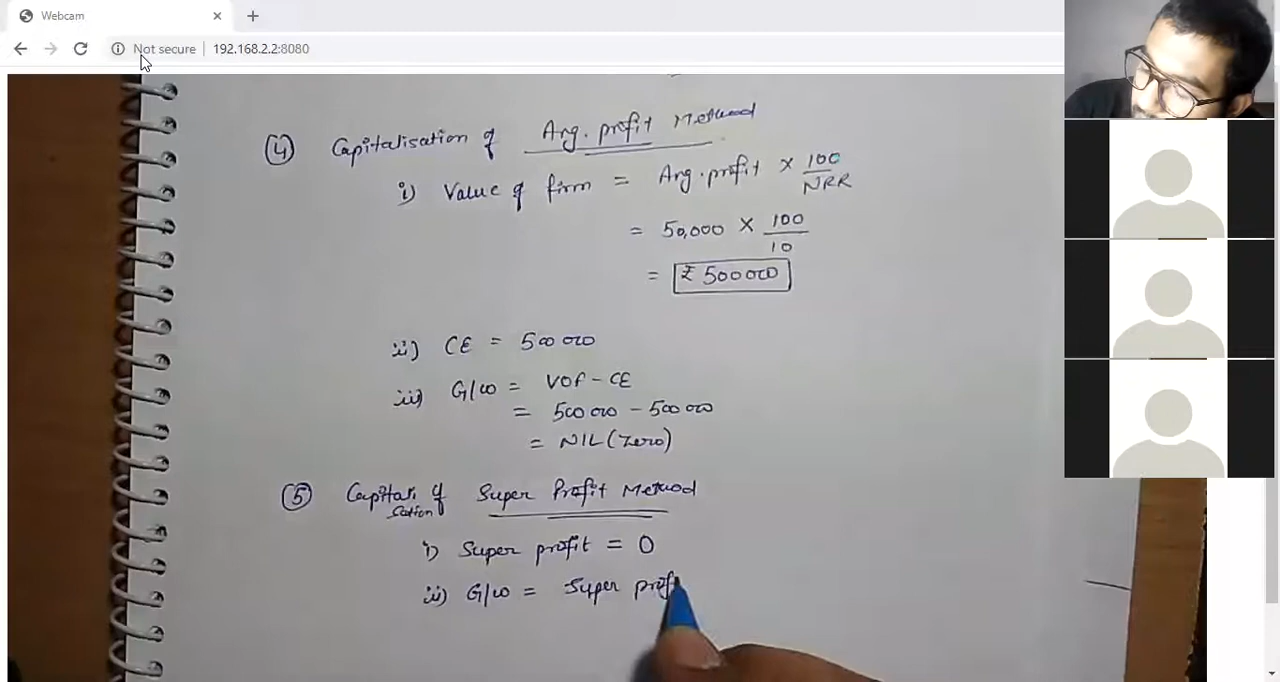 Webcam
Not secure 192.168.2.2:8080
(4) Capitalisation of Avg. profit Method
i) Value of firm = Avg. profit × 100/NRR
= 50,000 × 100/10
= ₹ 500000
ii) CE = 500000
iii) G/w = VOF - CE
= 500000 - 500000
= NIL (Zero)
(5) Capitalisation of Super Profit Method
i) Super profit = 0
ii) G/w = Super prof